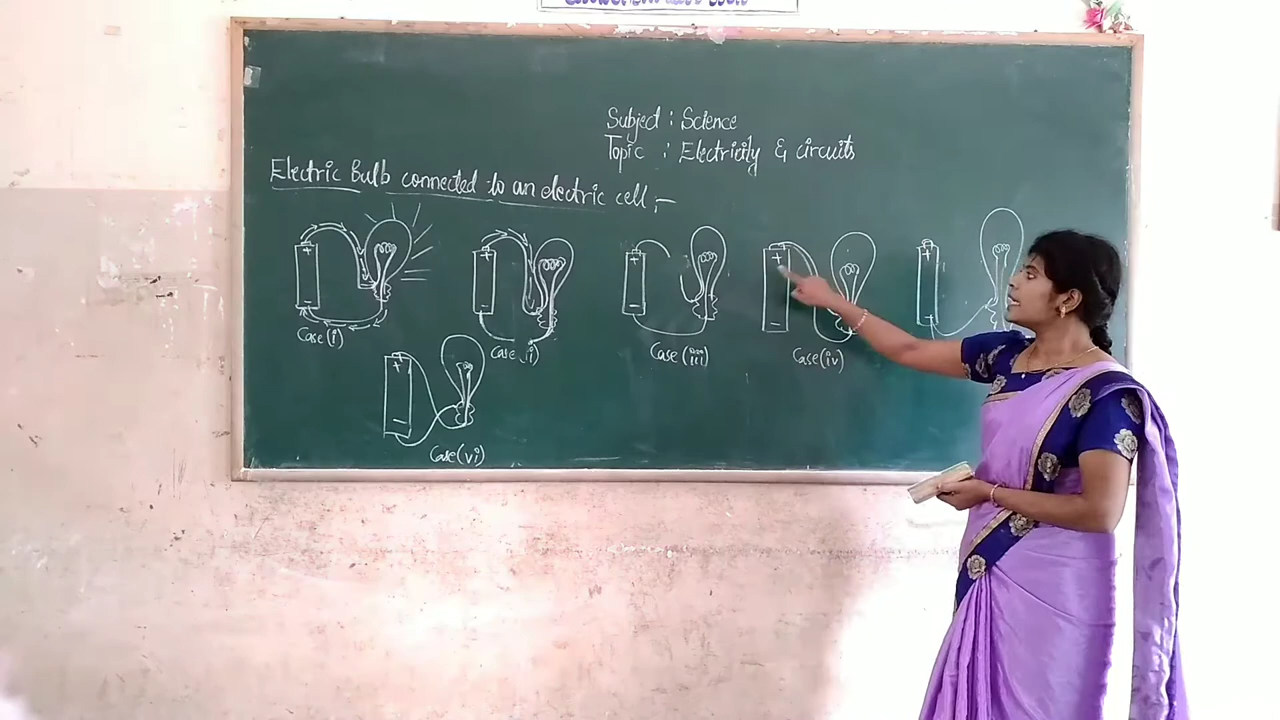 Subject : Science
Topic : Electricity & circuits
Electric Bulb connected to an electric cell :-
+
-
Case (i)
+
-
Case (ii)
+
-
Case (iii)
+
-
Case (iv)
+
+
-
Case (vi)